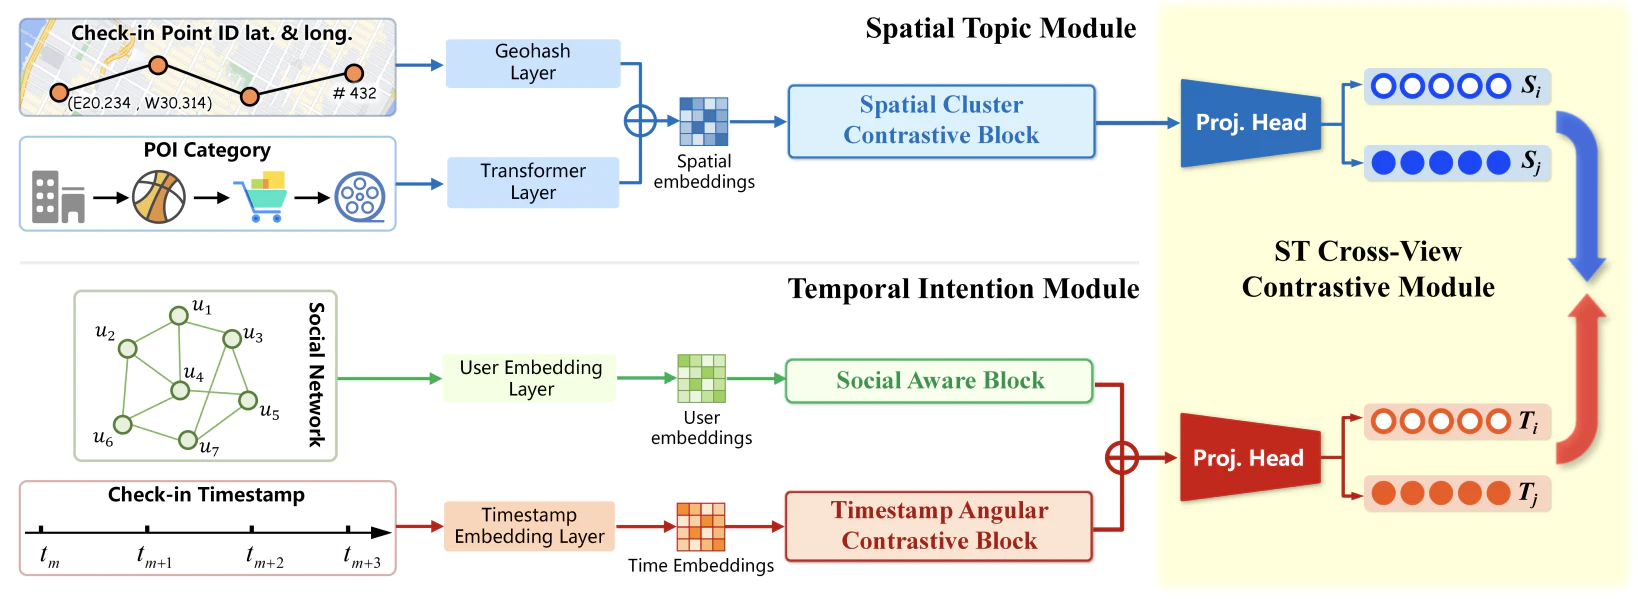 Spatial Topic Module
Check-in Point ID lat. & long.
(E20.234 , W30.314)
# 432
Geohash
Layer
POI Category
Transformer
Layer
Spatial
embeddings
Spatial Cluster
Contrastive Block
Proj. Head
S_i
S_j
ST Cross-View
Contrastive Module
Temporal Intention Module
u_1
u_2
u_3
u_4
u_5
u_6
u_7
Social Network
User Embedding
Layer
User
embeddings
Social Aware Block
Check-in Timestamp
t_m
t_{m+1}
t_{m+2}
t_{m+3}
Timestamp
Embedding Layer
Time Embeddings
Timestamp Angular
Contrastive Block
Proj. Head
T_i
T_j